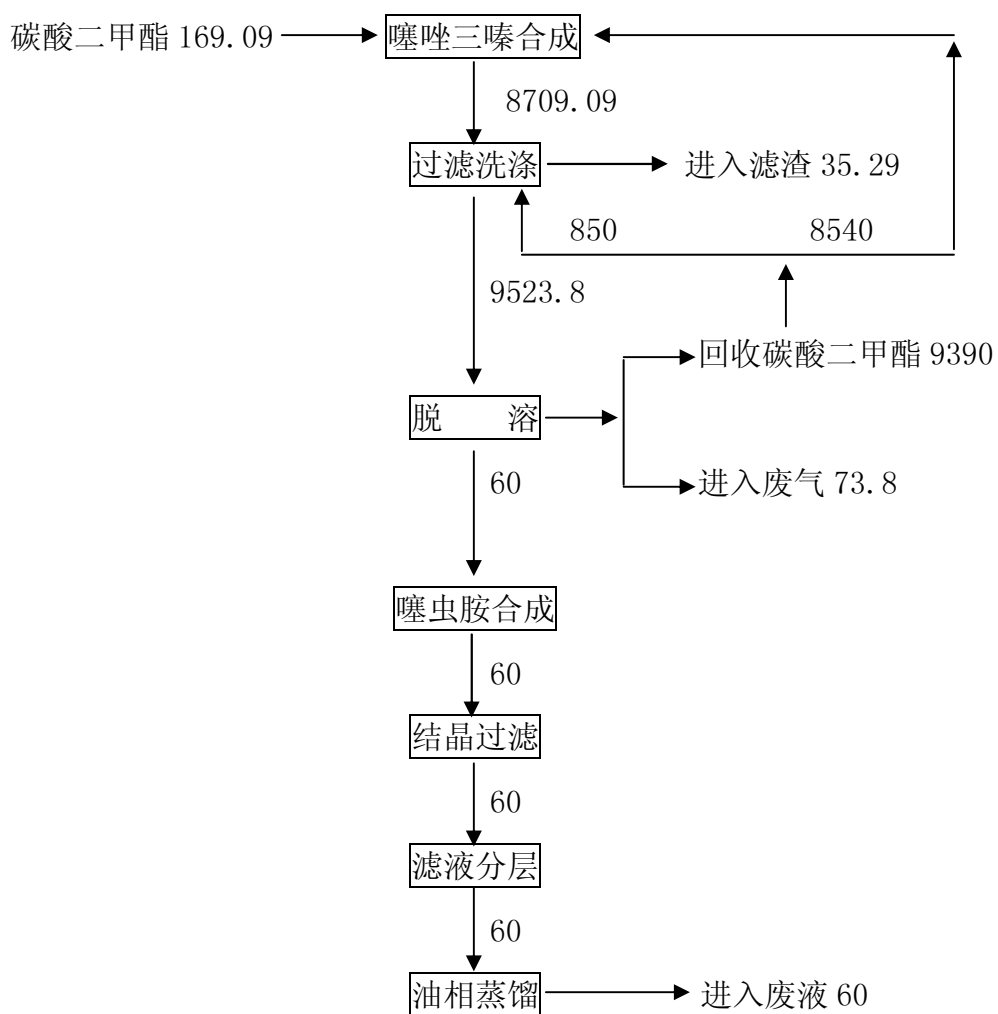 碳酸二甲酯 169.09
噻唑三嗪合成
8709.09
过滤洗涤
进入滤渣 35.29
850
8540
9523.8
回收碳酸二甲酯 9390
脱 溶
进入废气 73.8
60
噻虫胺合成
60
结晶过滤
60
滤液分层
60
油相蒸馏
进入废液 60